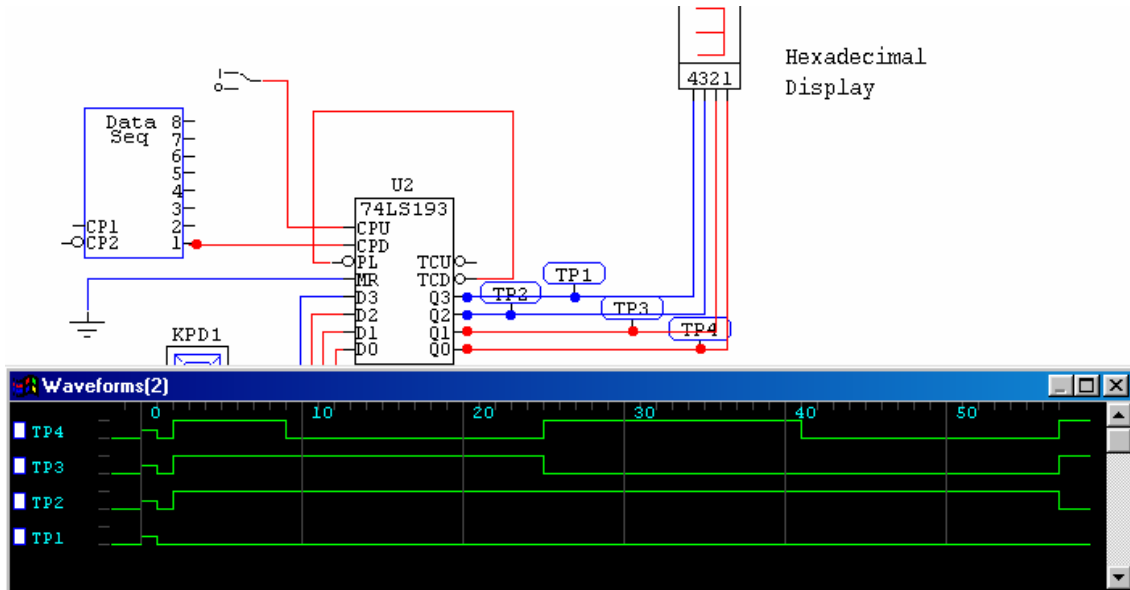 Hexadecimal
Display
4321
1
0
Data
Seq
8
7
6
5
4
3
2
1
CP1
CP2
U2
74LS193
CPU
CPD
PL
MR
D3
D2
D1
D0
TCU
TCD
Q3
Q2
Q1
Q0
TP1
TP2
TP3
TP4
KPD1
Waveforms(2)
0 10 20 30 40 50
TP4
TP3
TP2
TP1